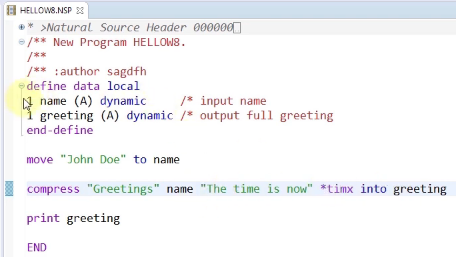 HELLOW8.NSP
* >Natural Source Header 000000
/** New Program HELLOW8.
/**
/** :author sagdfh
define data local
1 name (A) dynamic /* input name
1 greeting (A) dynamic /* output full greeting
end-define
move "John Doe" to name
compress "Greetings" name "The time is now" *timx into greeting
print greeting
END